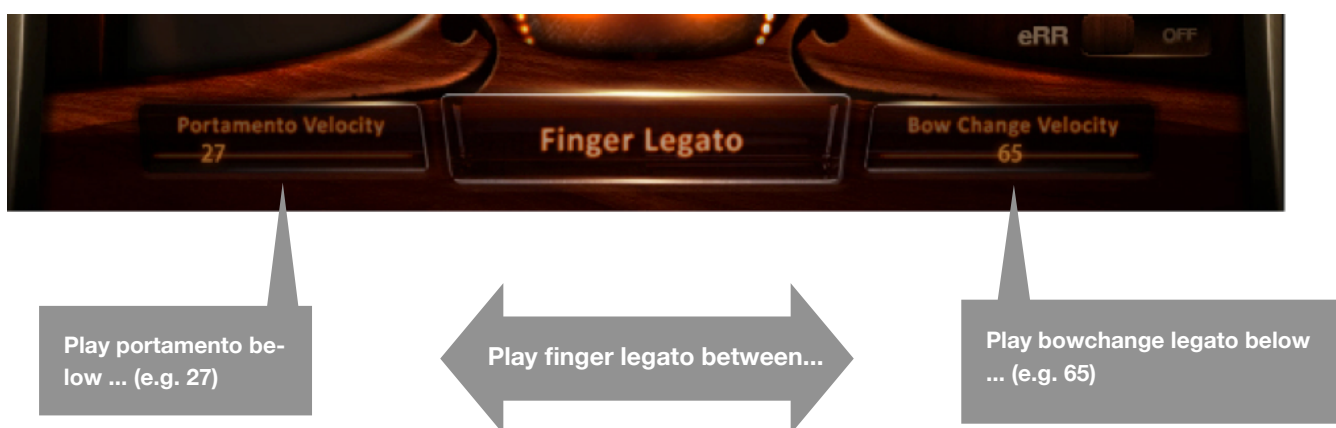 eRR OFF
Portamento Velocity
27
Finger Legato
Bow Change Velocity
65
Play portamento be-
low ... (e.g. 27)
Play finger legato between...
Play bowchange legato below
... (e.g. 65)